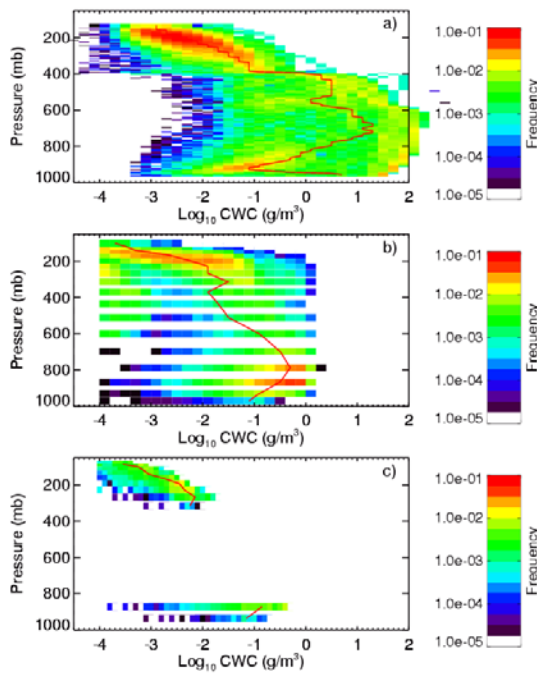 a)
1.0e-01
200
1.0e-02
400
1.0e-03
600
1.0e-04
800
1.0e-05
1000
Pressure (mb)
Frequency
-4 -3 -2 -1 0 1 2
Log10 CWC (g/m3)
b)
1.0e-01
200
1.0e-02
400
1.0e-03
600
1.0e-04
800
1.0e-05
1000
Pressure (mb)
Frequency
-4 -3 -2 -1 0 1 2
Log10 CWC (g/m3)
c)
1.0e-01
200
1.0e-02
400
1.0e-03
600
1.0e-04
800
1.0e-05
1000
Pressure (mb)
Frequency
-4 -3 -2 -1 0 1 2
Log10 CWC (g/m3)